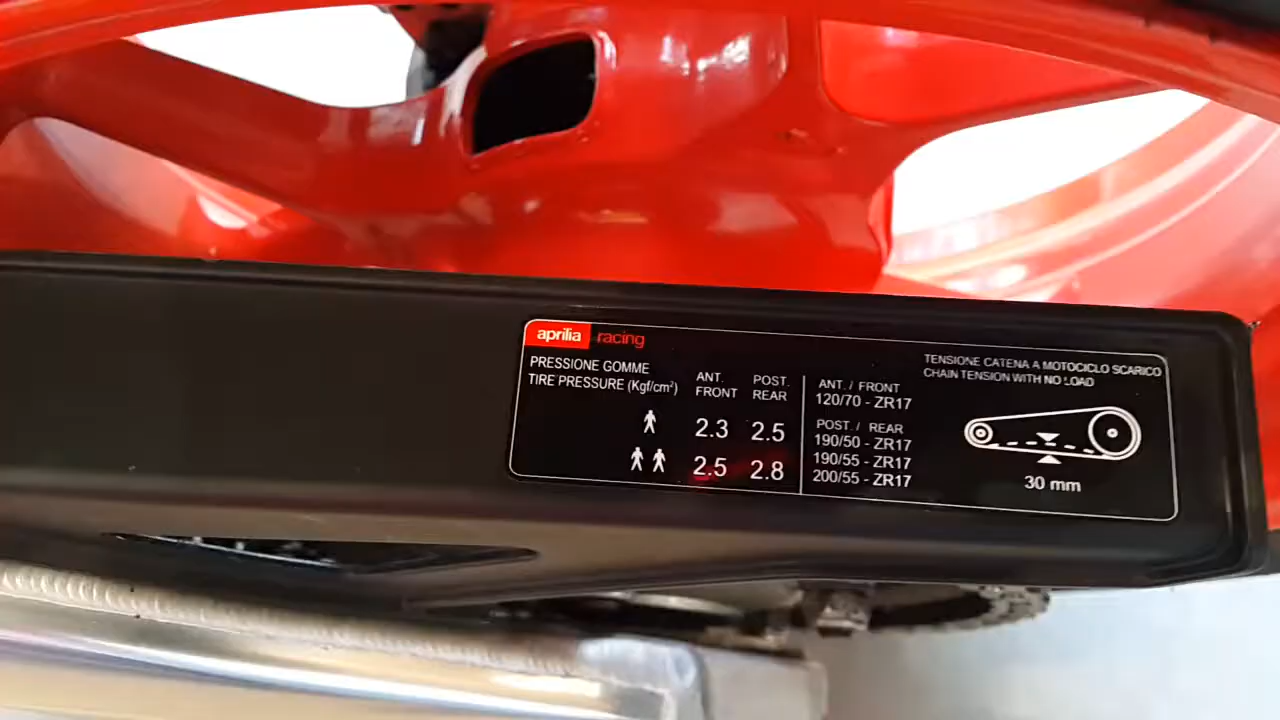 aprilia racing
PRESSIONE GOMME
TIRE PRESSURE (Kgf/cm²)
ANT. POST.
FRONT REAR
2.3 2.5
2.5 2.8
ANT. / FRONT
120/70 - ZR17
POST. / REAR
190/50 - ZR17
190/55 - ZR17
200/55 - ZR17
TENSIONE CATENA A MOTOCICLO SCARICO
CHAIN TENSION WITH NO LOAD
30 mm